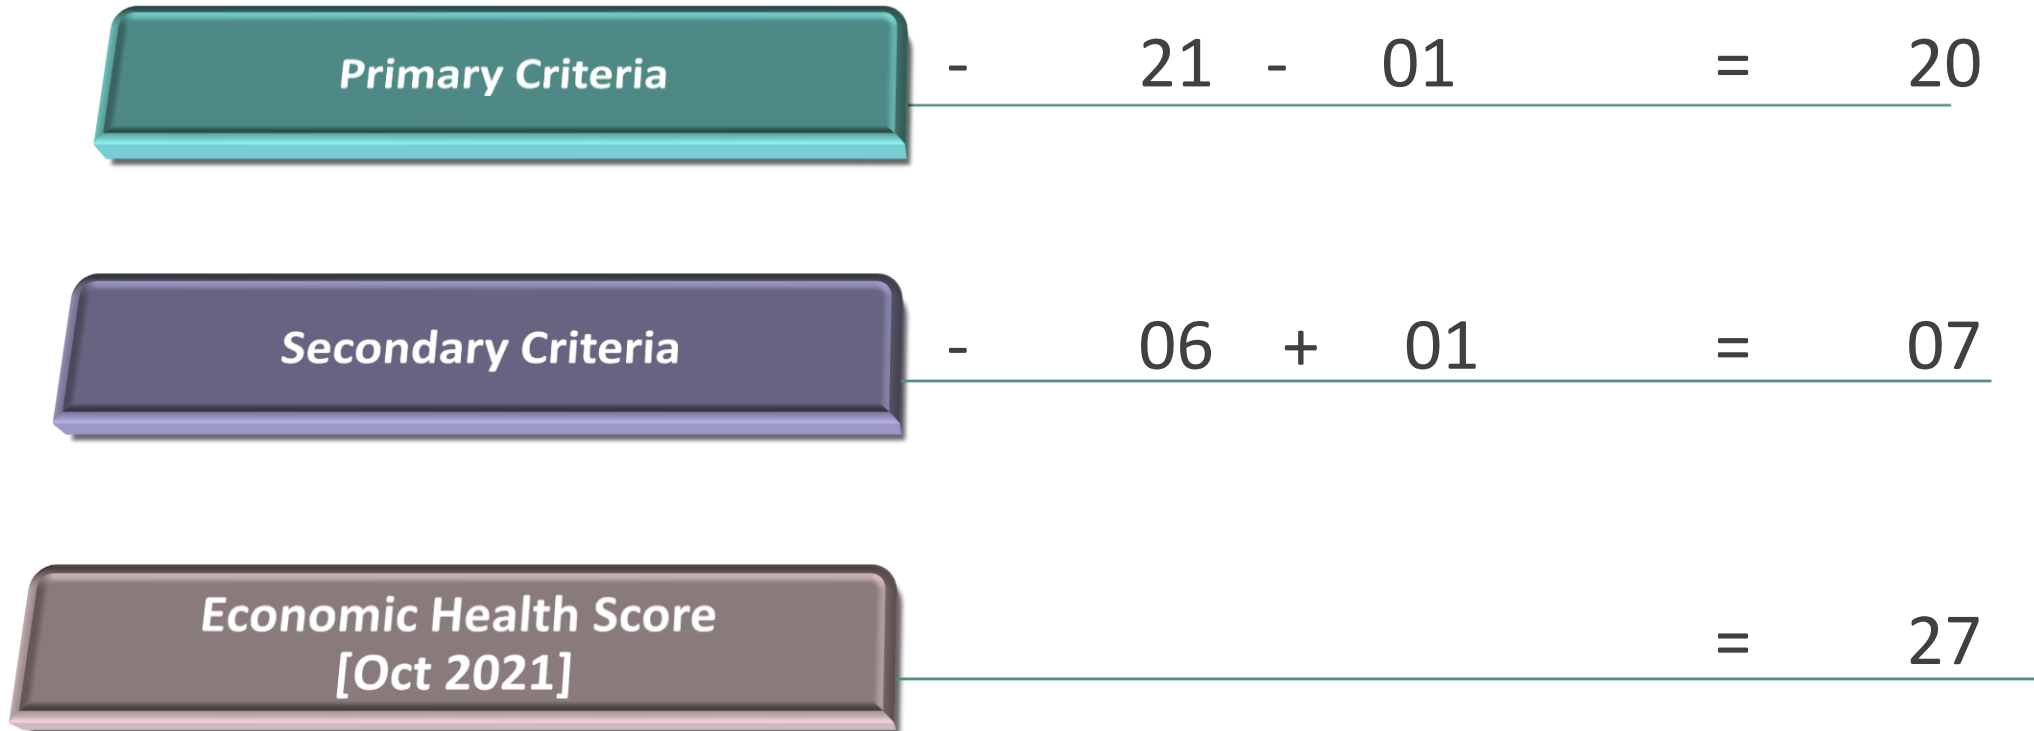 Primary Criteria - 21 - 01 = 20
Secondary Criteria - 06 + 01 = 07
Economic Health Score
[Oct 2021] = 27